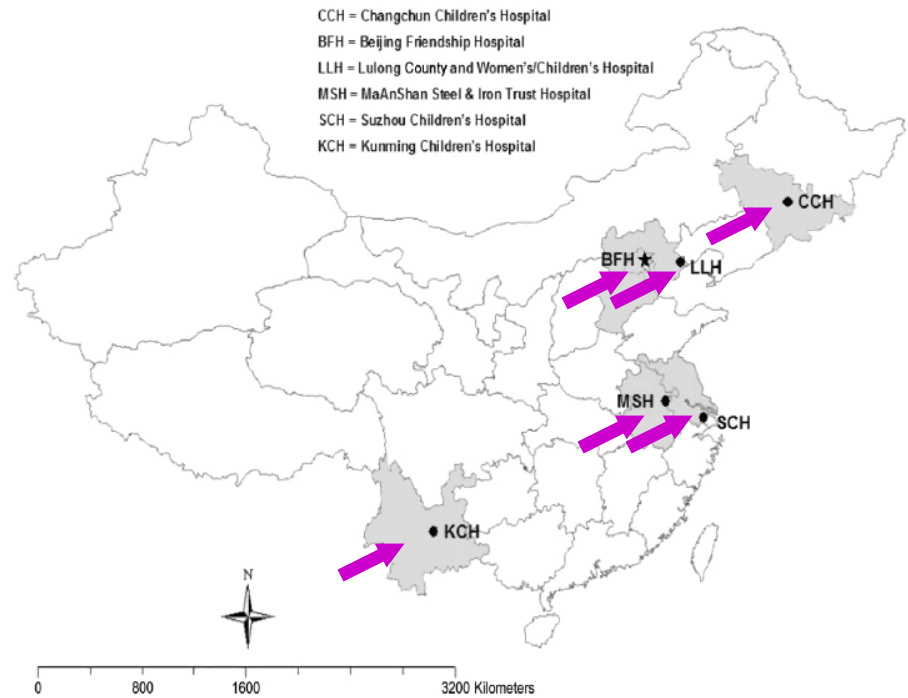 CCH = Changchun Children's Hospital
BFH = Beijing Friendship Hospital
LLH = Lulong County and Women's/Children's Hospital
MSH = MaAnShan Steel & Iron Trust Hospital
SCH = Suzhou Children's Hospital
KCH = Kunming Children's Hospital
CCH
BFH
LLH
MSH
SCH
KCH
N
0 800 1600 3200 Kilometers